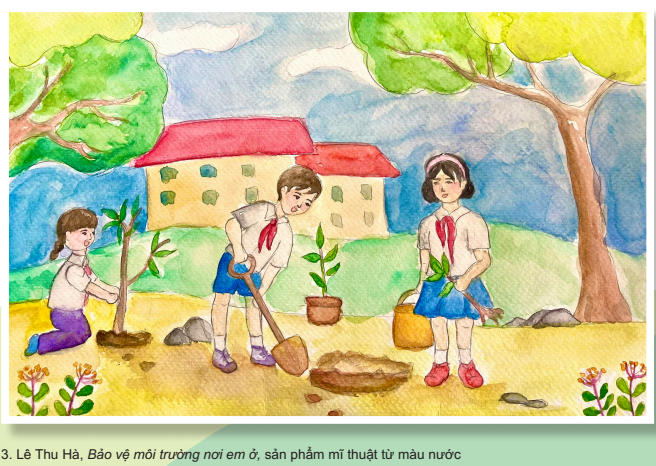 3. Lê Thu Hà, Bảo vệ môi trường nơi em ở, sản phẩm mĩ thuật từ màu nước